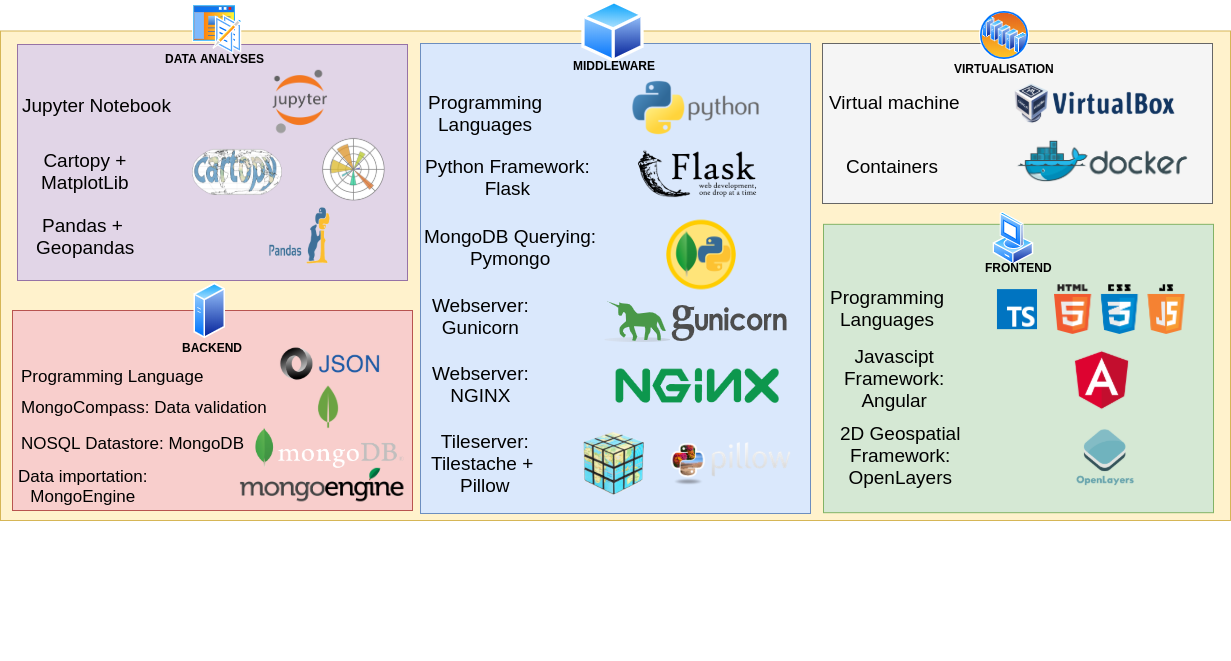 DATA ANALYSES
Jupyter Notebook
jupyter
Cartopy +
MatplotLib
cartopy
Pandas +
Geopandas
Pandas
BACKEND
Programming Language
JSON
MongoCompass: Data validation
NOSQL Datastore: MongoDB
mongoDB.
Data importation:
MongoEngine
mongoengine
MIDDLEWARE
Programming
Languages
python
Python Framework:
Flask
Flask
web development,
one drop at a time
MongoDB Querying:
Pymongo
Webserver:
Gunicorn
gunicorn
Webserver:
NGINX
NGINX
Tileserver:
Tilestache +
Pillow
pillow
VIRTUALISATION
Virtual machine
VirtualBox
Containers
docker
FRONTEND
Programming
Languages
TS
HTML
5
CSS
3
JS
5
Javascipt
Framework:
Angular
A
2D Geospatial
Framework:
OpenLayers
OpenLayers